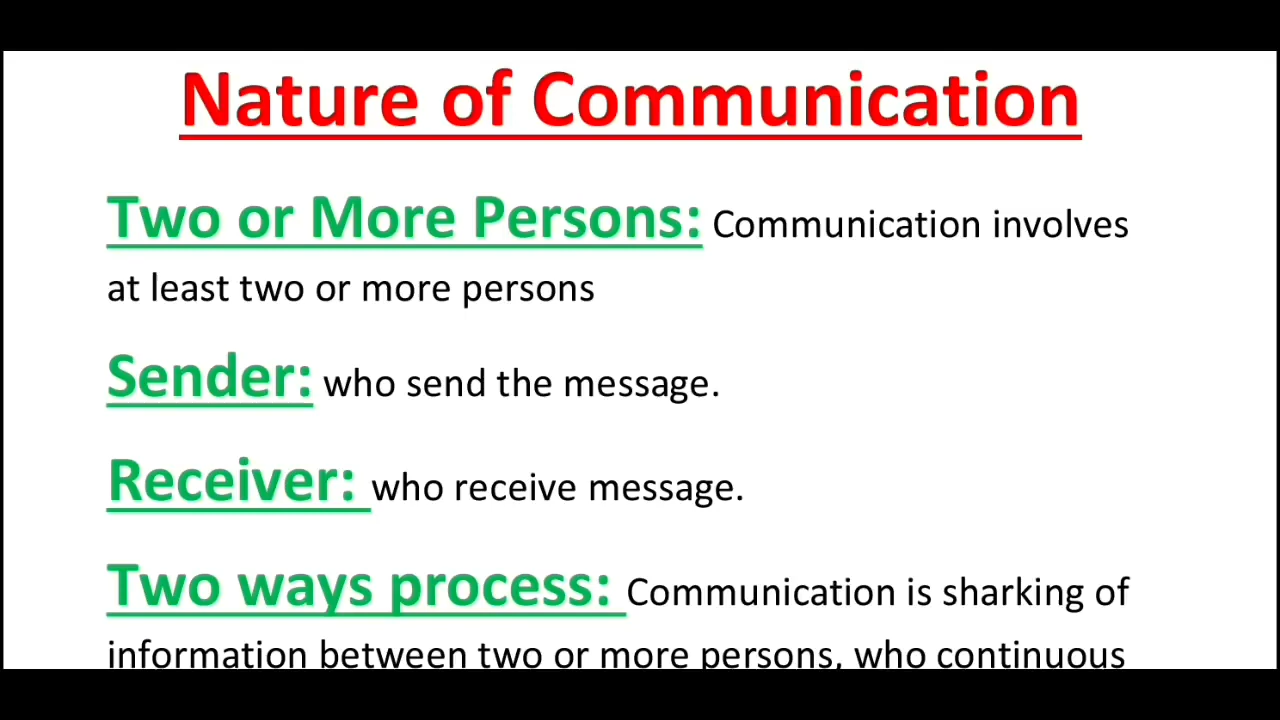 Nature of Communication
Two or More Persons: Communication involves
at least two or more persons
Sender: who send the message.
Receiver: who receive message.
Two ways process: Communication is sharking of
information between two or more persons, who continuous